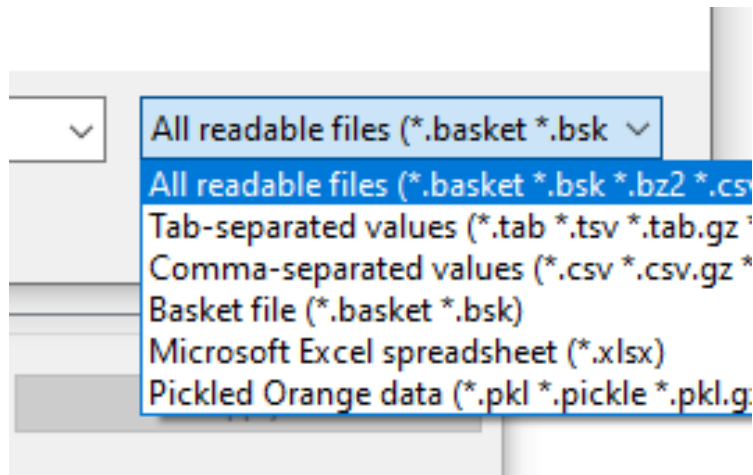 All readable files (*.basket *.bsk
All readable files (*.basket *.bsk *.bz2 *.csv
Tab-separated values (*.tab *.tsv *.tab.gz *
Comma-separated values (*.csv *.csv.gz *
Basket file (*.basket *.bsk)
Microsoft Excel spreadsheet (*.xlsx)
Pickled Orange data (*.pkl *.pickle *.pkl.gz